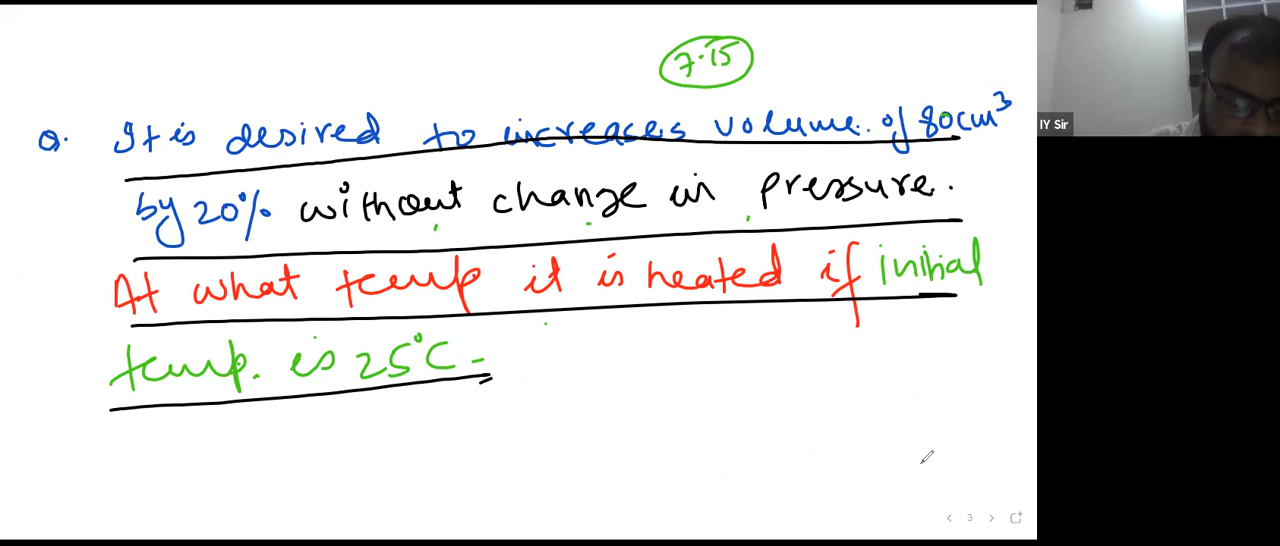 7.15
Q. It is desired to increases volume. of 80cm³
by 20% without change in pressure.
At what temp it is heated if initial
temp. is 25°C -
IY Sir
3